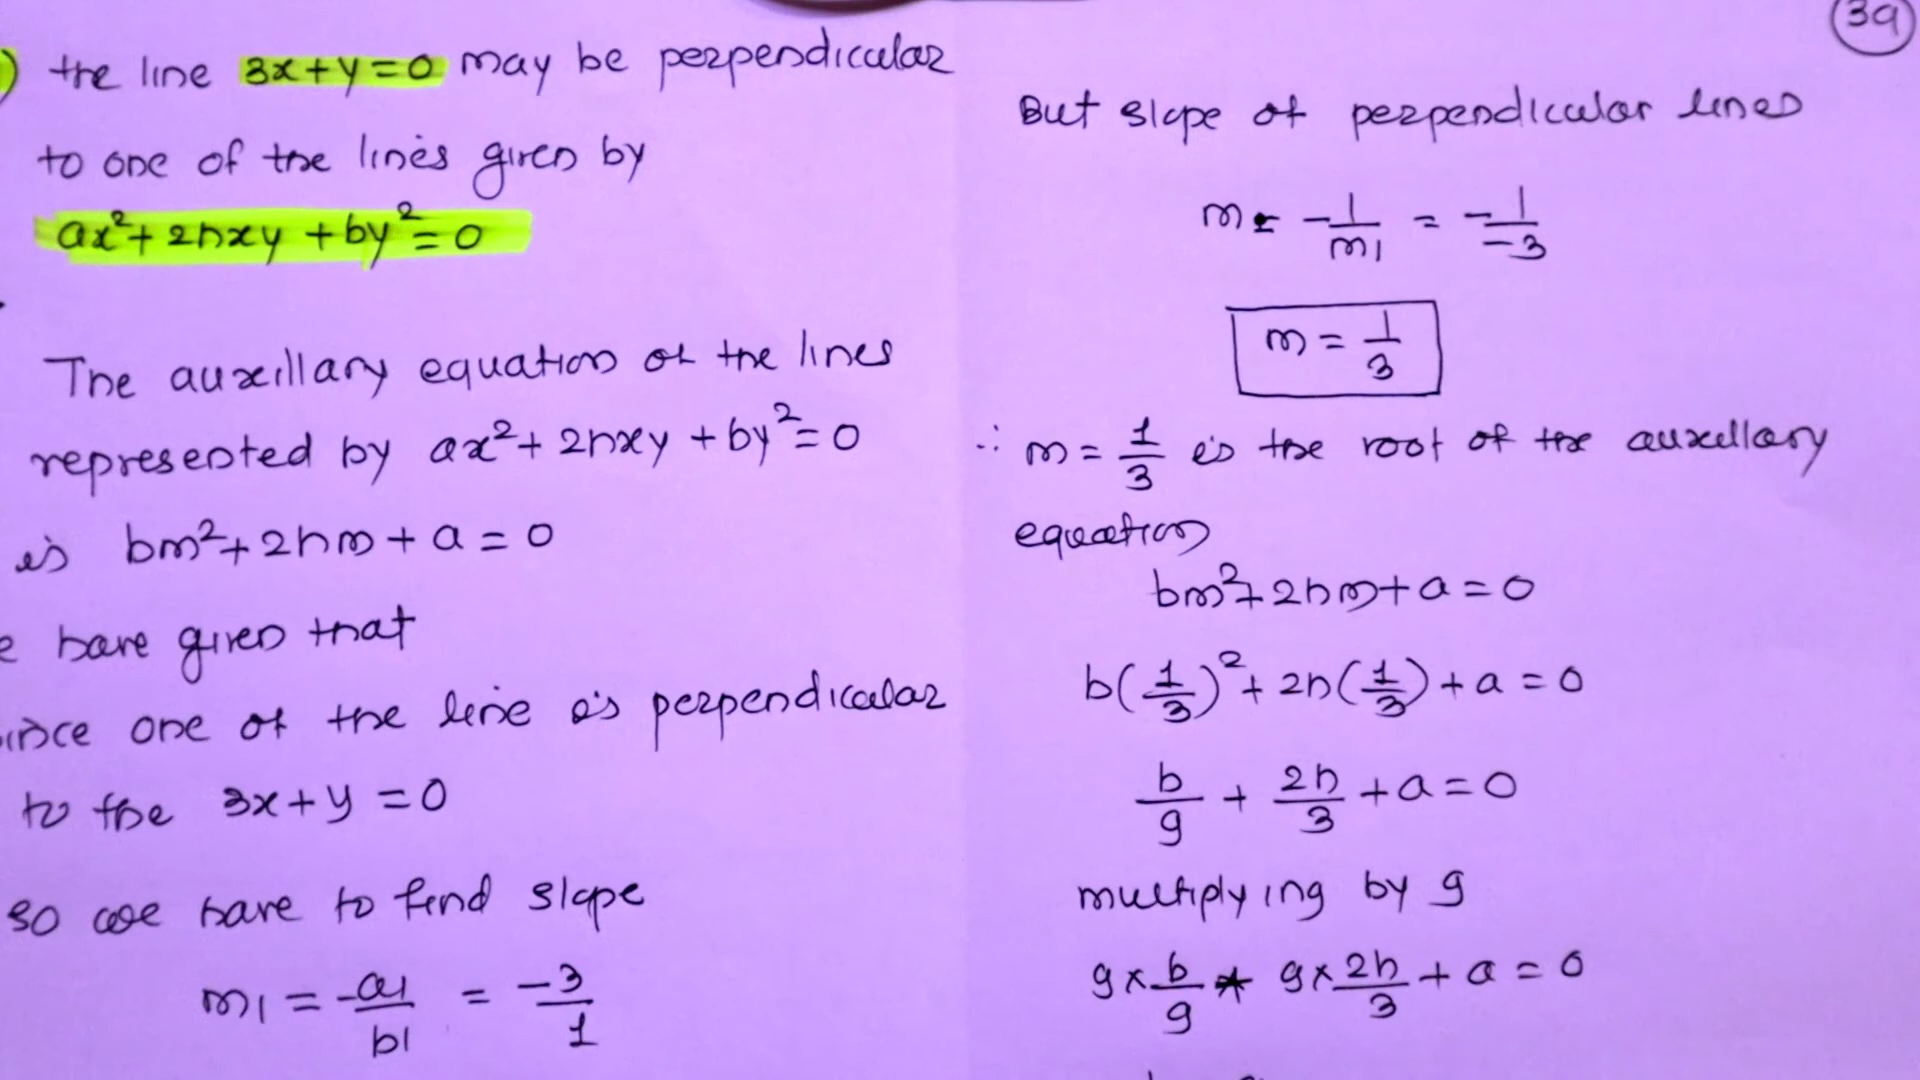 39
) the line 3x+y=0 may be perpendicular
to one of the lines given by
ax²+2hxy+by²=0
The auxillary equation of the lines
represented by ax²+2hxy+by²=0
is bm²+2hm+a=0
have given that
since one of the line is perpendicular
to the 3x+y=0
so we have to find slope
m1 = -a1/b1 = -3/1
But slope of perpendicular lines
m = -1/m1 = -1/-3
m = 1/3
∴ m = 1/3 is the root of the auxillary
equation
bm²+2hm+a=0
b(1/3)²+2h(1/3)+a=0
b/9 + 2h/3 + a = 0
multiplying by 9
9×b/9 + 9×2h/3 + a = 0